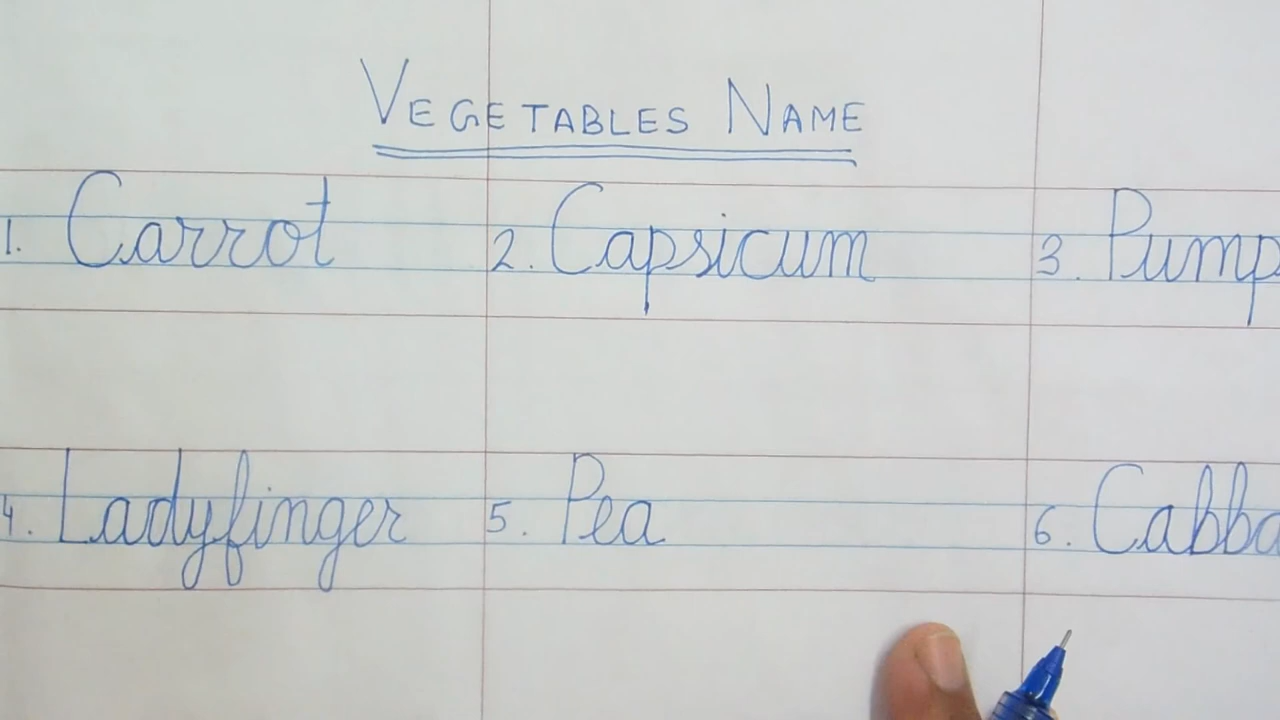 VEGETABLES NAME
1. Carrot 2. Capsicum 3. Pump
4. Ladyfinger 5. Pea 6. Cabba